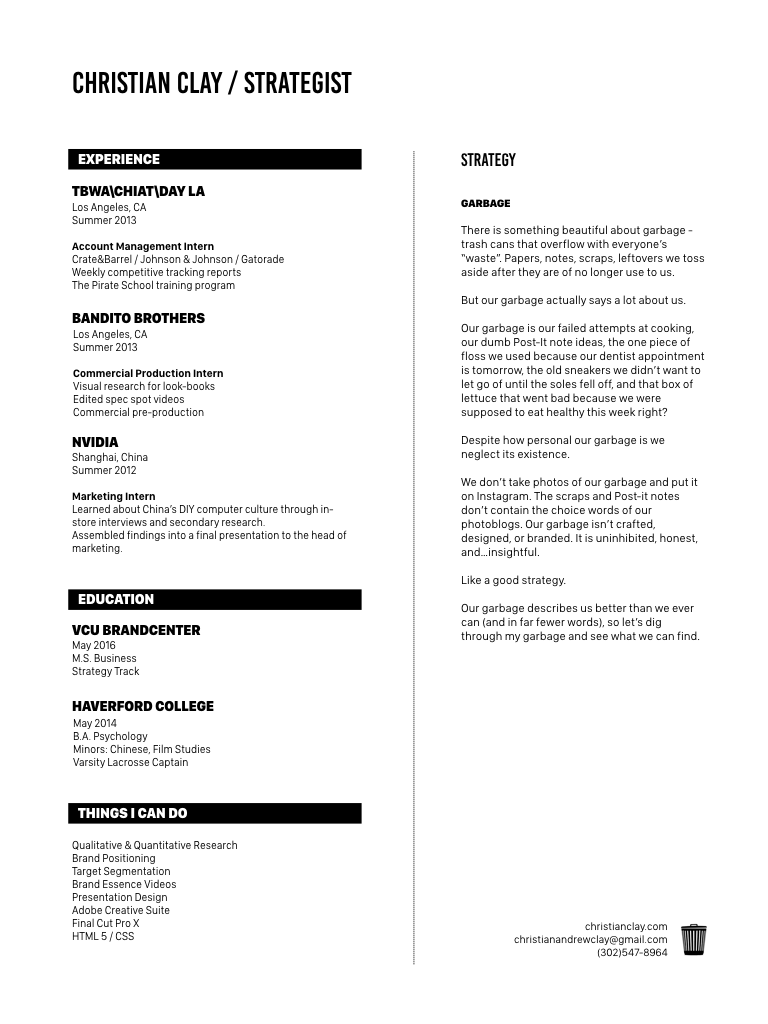 CHRISTIAN CLAY / STRATEGIST
EXPERIENCE
TBWA\CHIAT\DAY LA
Los Angeles, CA
Summer 2013
Account Management Intern
Crate&Barrel / Johnson & Johnson / Gatorade
Weekly competitive tracking reports
The Pirate School training program
BANDITO BROTHERS
Los Angeles, CA
Summer 2013
Commercial Production Intern
Visual research for look-books
Edited spec spot videos
Commercial pre-production
NVIDIA
Shanghai, China
Summer 2012
Marketing Intern
Learned about China's DIY computer culture through in-
store interviews and secondary research.
Assembled findings into a final presentation to the head of
marketing.
EDUCATION
VCU BRANDCENTER
May 2016
M.S. Business
Strategy Track
HAVERFORD COLLEGE
May 2014
B.A. Psychology
Minors: Chinese, Film Studies
Varsity Lacrosse Captain
THINGS I CAN DO
Qualitative & Quantitative Research
Brand Positioning
Target Segmentation
Brand Essence Videos
Presentation Design
Adobe Creative Suite
Final Cut Pro X
HTML 5 / CSS
STRATEGY
GARBAGE
There is something beautiful about garbage -
trash cans that overflow with everyone's
"waste". Papers, notes, scraps, leftovers we toss
aside after they are of no longer use to us.
But our garbage actually says a lot about us.
Our garbage is our failed attempts at cooking,
our dumb Post-It note ideas, the one piece of
floss we used because our dentist appointment
is tomorrow, the old sneakers we didn't want to
let go of until the soles fell off, and that box of
lettuce that went bad because we were
supposed to eat healthy this week right?
Despite how personal our garbage is we
neglect its existence.
We don't take photos of our garbage and put it
on Instagram. The scraps and Post-it notes
don't contain the choice words of our
photoblogs. Our garbage isn't crafted,
designed, or branded. It is uninhibited, honest,
and...insightful.
Like a good strategy.
Our garbage describes us better than we ever
can (and in far fewer words), so let's dig
through my garbage and see what we can find.
christianclay.com
christianandrewclay@gmail.com
(302)547-8964